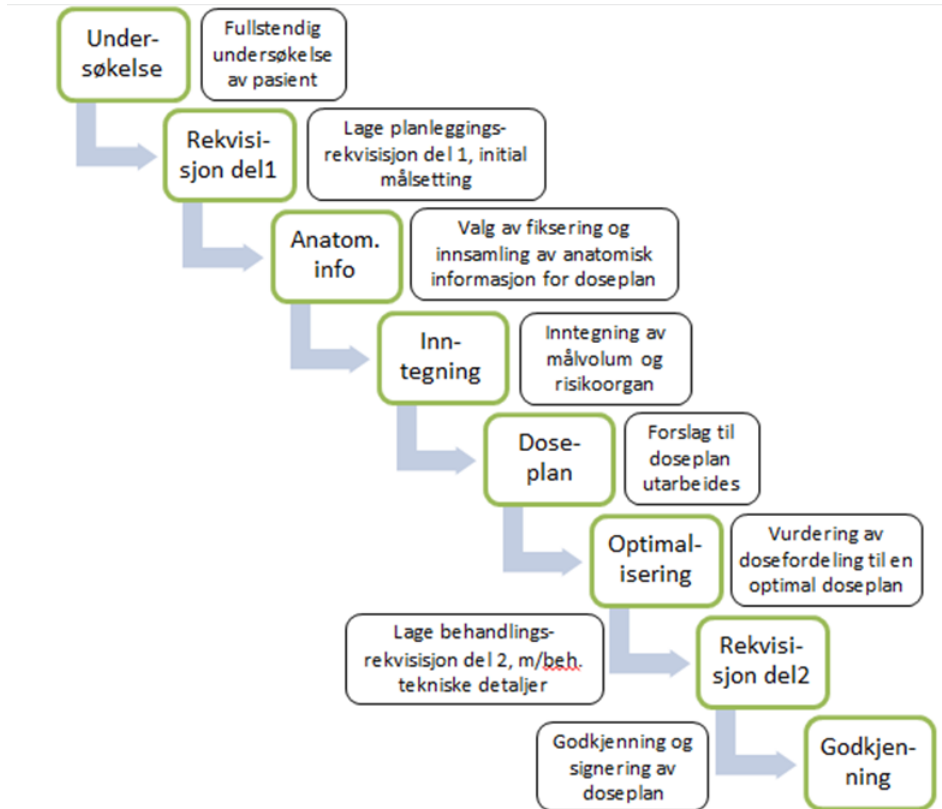 Under-
søkelse
Fullstendig
undersøkelse
av pasient
Rekvisi-
sjon del1
Lage planleggings-
rekvisisjon del 1, initial
målsetting
Anatom.
info
Valg av fiksering og
innsamling av anatomisk
informasjon for doseplan
Inn-
tegning
Inntegning av
målvolum og
risikoorgan
Dose-
plan
Forslag til
doseplan
utarbeides
Optimal-
isering
Vurdering av
dosefordeling til en
optimal doseplan
Lage behandlings-
rekvisisjon del 2, m/beh.
tekniske detaljer
Rekvisi-
sjon del2
Godkjenning og
signering av
doseplan
Godkjen-
ning